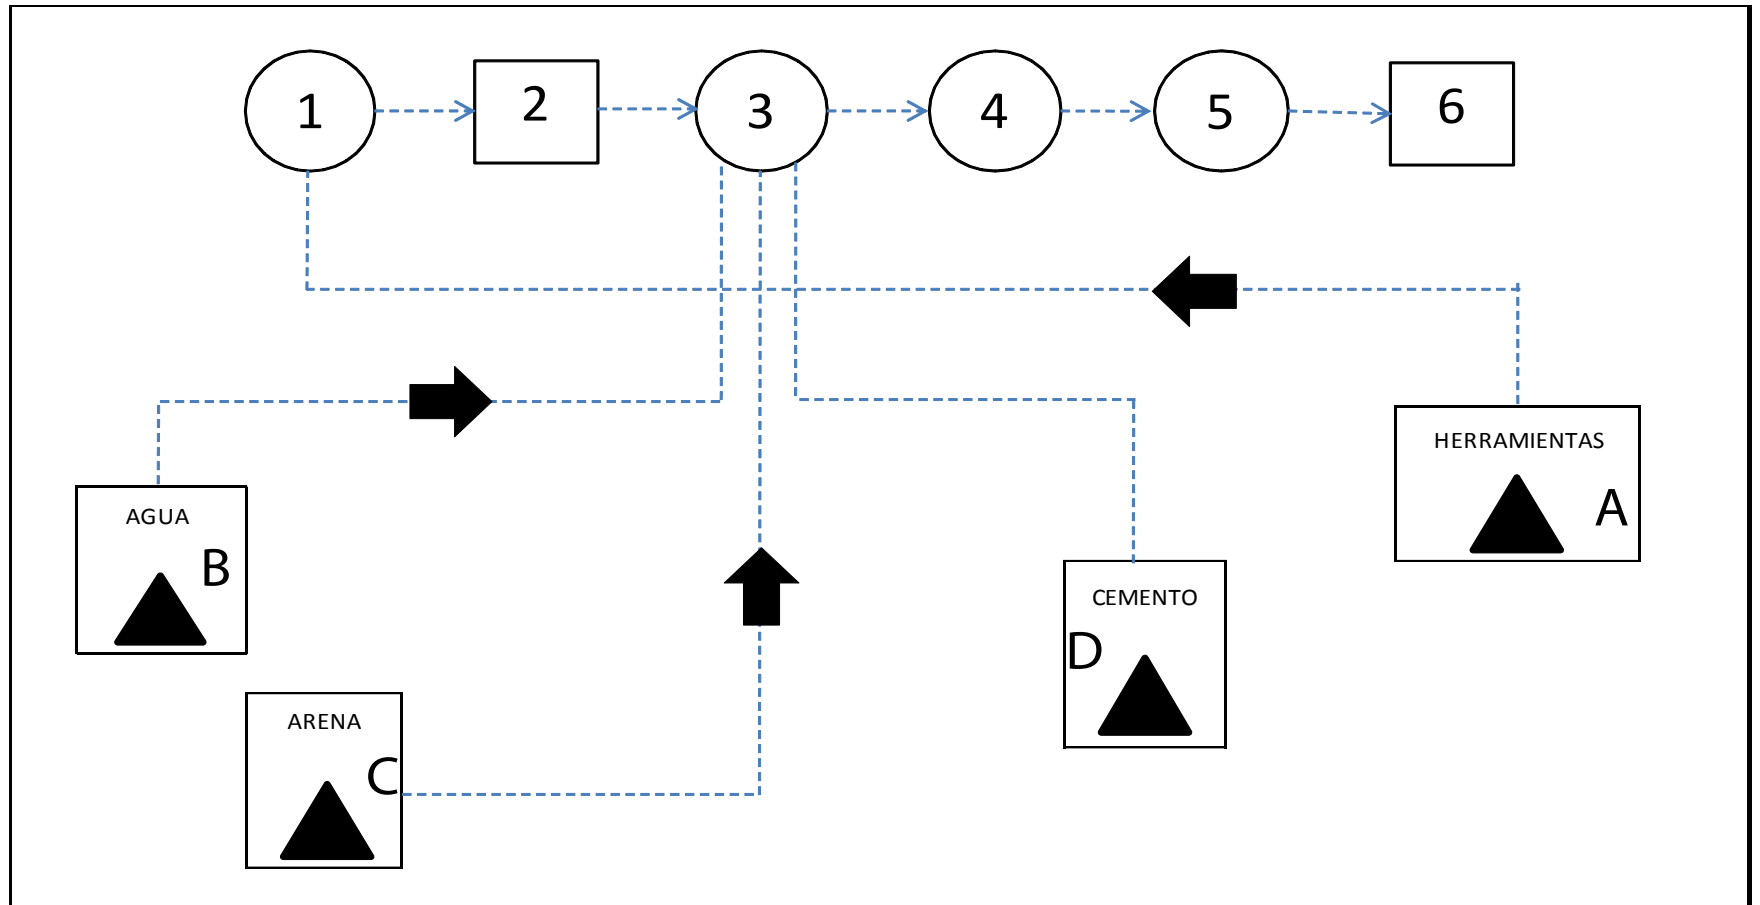 1 2 3 4 5 6
HERRAMIENTAS
A
AGUA
B
CEMENTO
D
ARENA
C